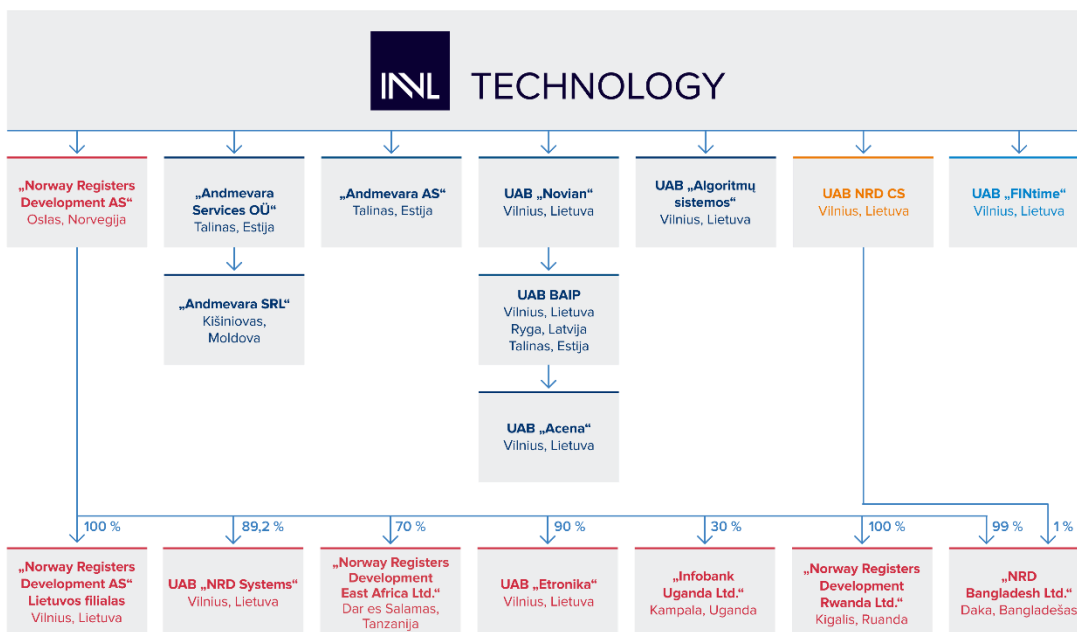 INVL TECHNOLOGY
„Norway Registers
Development AS“
Oslas, Norvegija
„Andmevara
Services OÜ“
Talinas, Estija
„Andmevara AS“
Talinas, Estija
UAB „Novian“
Vilnius, Lietuva
UAB „Algoritmų
sistemos“
Vilnius, Lietuva
UAB NRD CS
Vilnius, Lietuva
UAB „FINtime“
Vilnius, Lietuva
„Andmevara SRL“
Kišiniovas,
Moldova
UAB BAIP
Vilnius, Lietuva
Ryga, Latvija
Talinas, Estija
UAB „Acena“
Vilnius, Lietuva
100 %
89,2 %
70 %
90 %
30 %
100 %
99 %
1 %
„Norway Registers
Development AS“
Lietuvos filialas
Vilnius, Lietuva
UAB „NRD Systems“
Vilnius, Lietuva
„Norway Registers
Development
East Africa Ltd.“
Dar es Salamas,
Tanzanija
UAB „Etronika“
Vilnius, Lietuva
„Infobank
Uganda Ltd.“
Kampala, Uganda
„Norway Registers
Development
Rwanda Ltd.“
Kigalis, Ruanda
„NRD
Bangladesh Ltd.“
Daka, Bangladešas